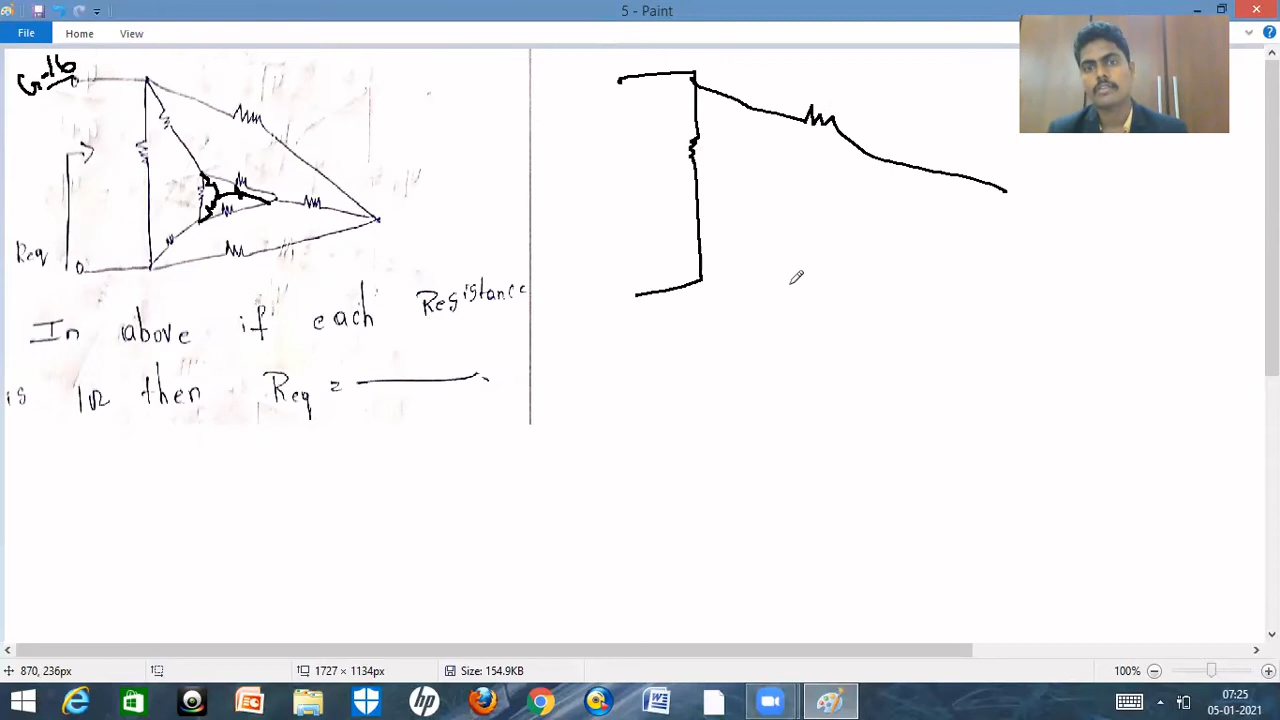 5 - Paint
File
Home
View
G-16
Req
In above if each Resistance
is 1Ω then Req =
870, 236px
1727 × 1134px
Size: 154.9KB
100%
07:25
05-01-2021